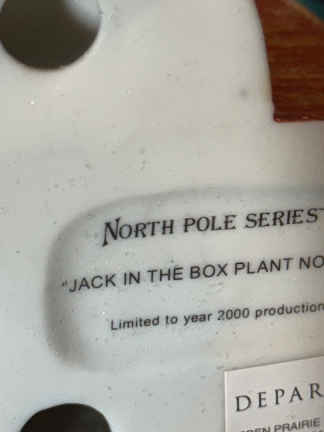 NORTH POLE SERIES
"JACK IN THE BOX PLANT NO
Limited to year 2000 production
DEPAR
PRAIRIE